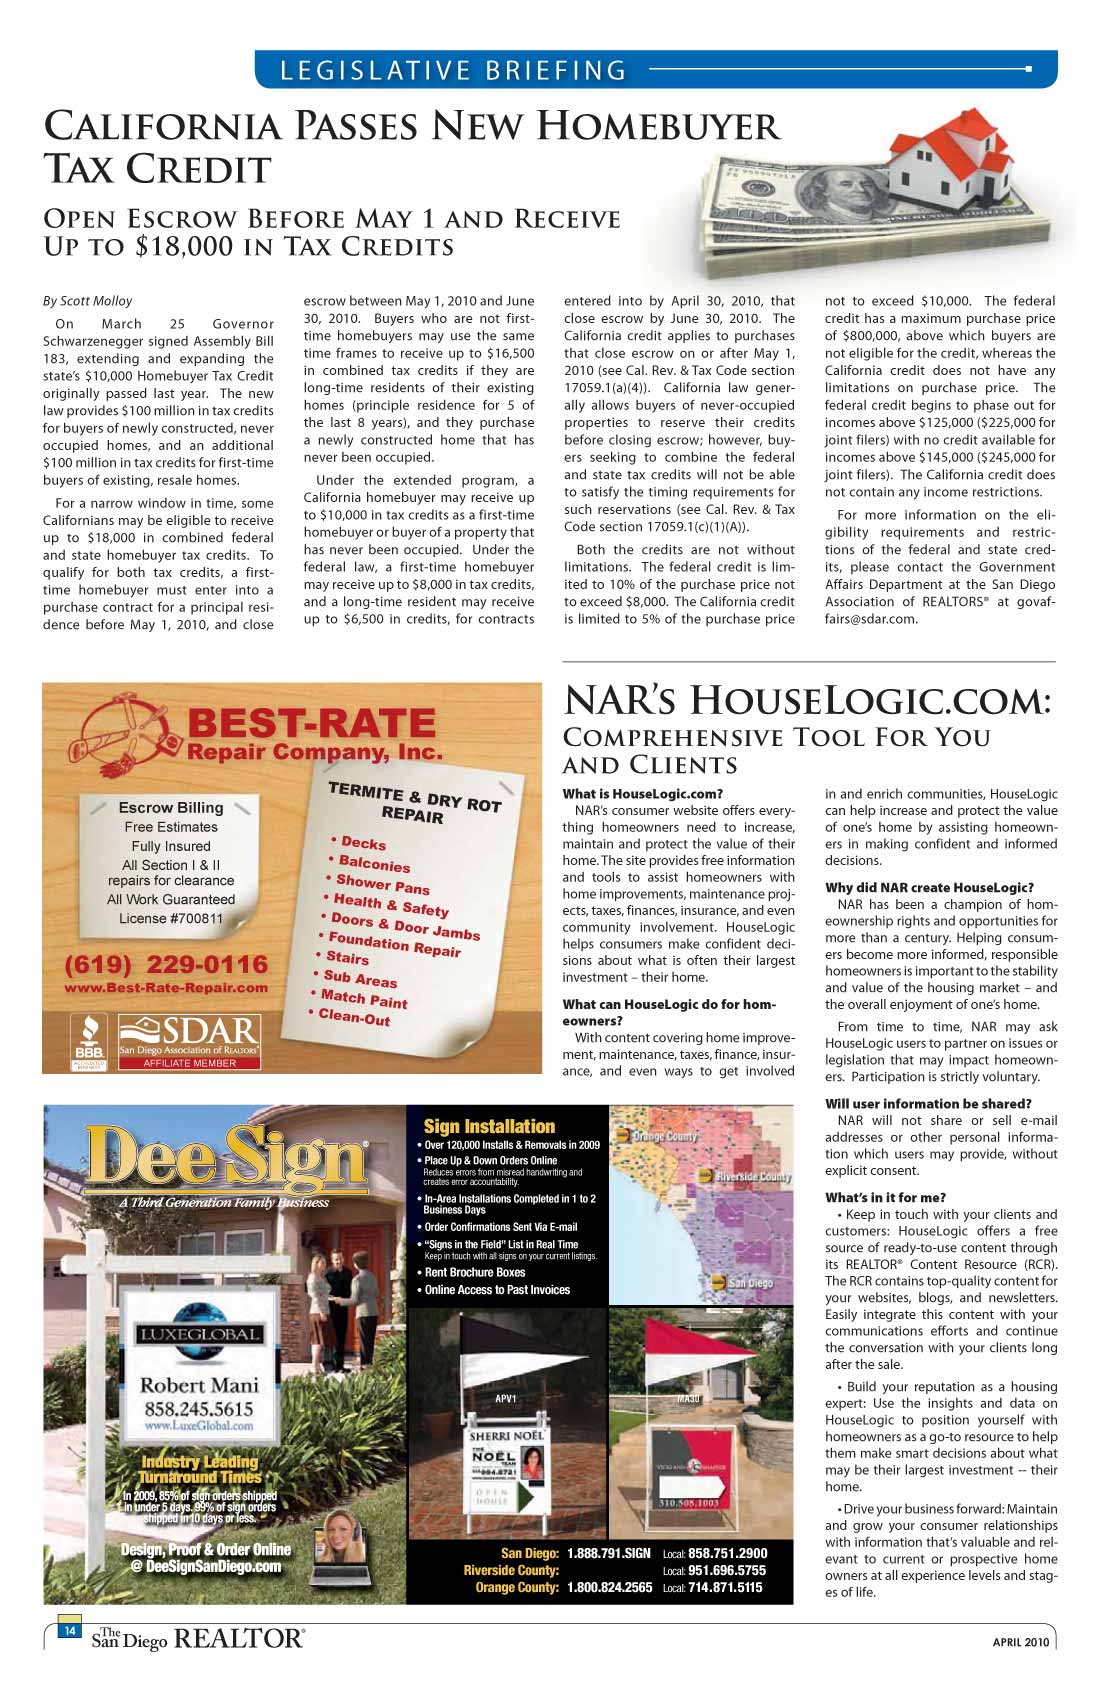 LEGISLATIVE BRIEFING
California Passes New Homebuyer
Tax Credit
Open Escrow Before May 1 and Receive
Up to $18,000 in Tax Credits
By Scott Molloy
On March 25 Governor
Schwarzenegger signed Assembly Bill
183, extending and expanding the
state's $10,000 Homebuyer Tax Credit
originally passed last year. The new
law provides $100 million in tax credits
for buyers of newly constructed, never
occupied homes, and an additional
$100 million in tax credits for first-time
buyers of existing, resale homes.
For a narrow window in time, some
Californians may be eligible to receive
up to $18,000 in combined federal
and state homebuyer tax credits. To
qualify for both tax credits, a first-
time homebuyer must enter into a
purchase contract for a principal resi-
dence before May 1, 2010, and close
escrow between May 1, 2010 and June
30, 2010. Buyers who are not first-
time homebuyers may use the same
time frames to receive up to $16,500
in combined tax credits if they are
long-time residents of their existing
homes (principle residence for 5 of
the last 8 years), and they purchase
a newly constructed home that has
never been occupied.
Under the extended program, a
California homebuyer may receive up
to $10,000 in tax credits as a first-time
homebuyer or buyer of a property that
has never been occupied. Under the
federal law, a first-time homebuyer
may receive up to $8,000 in tax credits,
and a long-time resident may receive
up to $6,500 in credits, for contracts
entered into by April 30, 2010, that
close escrow by June 30, 2010. The
California credit applies to purchases
that close escrow on or after May 1,
2010 (see Cal. Rev. & Tax Code section
17059.1(a)(4)). California law gener-
ally allows buyers of never-occupied
properties to reserve their credits
before closing escrow; however, buy-
ers seeking to combine the federal
and state tax credits will not be able
to satisfy the timing requirements for
such reservations (see Cal. Rev. & Tax
Code section 17059.1(c)(1)(A)).
Both the credits are not without
limitations. The federal credit is lim-
ited to 10% of the purchase price not
to exceed $8,000. The California credit
is limited to 5% of the purchase price
not to exceed $10,000. The federal
credit has a maximum purchase price
of $800,000, above which buyers are
not eligible for the credit, whereas the
California credit does not have any
limitations on purchase price. The
federal credit begins to phase out for
incomes above $125,000 ($225,000 for
joint filers) with no credit available for
incomes above $145,000 ($245,000 for
joint filers). The California credit does
not contain any income restrictions.
For more information on the eli-
gibility requirements and restric-
tions of the federal and state cred-
its, please contact the Government
Affairs Department at the San Diego
Association of REALTORS® at govaf-
fairs@sdar.com.
BEST-RATE
Repair Company, Inc.
Escrow Billing
Free Estimates
Fully Insured
All Section I & II
repairs for clearance
All Work Guaranteed
License #700811
(619) 229-0116
www.Best-Rate-Repair.com
BBB
ACCREDITED
BUSINESS
SDAR
San Diego Association of REALTORS®
AFFILIATE MEMBER
TERMITE & DRY ROT
REPAIR
• Decks
• Balconies
• Shower Pans
• Health & Safety
• Doors & Door Jambs
• Foundation Repair
• Stairs
• Sub Areas
• Match Paint
• Clean-Out
NAR's HouseLogic.com:
Comprehensive Tool For You
and Clients
What is HouseLogic.com?
NAR's consumer website offers every-
thing homeowners need to increase,
maintain and protect the value of their
home. The site provides free information
and tools to assist homeowners with
home improvements, maintenance proj-
ects, taxes, finances, insurance, and even
community involvement. HouseLogic
helps consumers make confident deci-
sions about what is often their largest
investment – their home.
What can HouseLogic do for hom-
eowners?
With content covering home improve-
ment, maintenance, taxes, finance, insur-
ance, and even ways to get involved
in and enrich communities, HouseLogic
can help increase and protect the value
of one's home by assisting homeown-
ers in making confident and informed
decisions.
Why did NAR create HouseLogic?
NAR has been a champion of hom-
eownership rights and opportunities for
more than a century. Helping consum-
ers become more informed, responsible
homeowners is important to the stability
and value of the housing market – and
the overall enjoyment of one's home.
From time to time, NAR may ask
HouseLogic users to partner on issues or
legislation that may impact homeown-
ers. Participation is strictly voluntary.
Will user information be shared?
NAR will not share or sell e-mail
addresses or other personal informa-
tion which users may provide, without
explicit consent.
What's in it for me?
• Keep in touch with your clients and
customers: HouseLogic offers a free
source of ready-to-use content through
its REALTOR® Content Resource (RCR).
The RCR contains top-quality content for
your websites, blogs, and newsletters.
Easily integrate this content with your
communications efforts and continue
the conversation with your clients long
after the sale.
• Build your reputation as a housing
expert: Use the insights and data on
HouseLogic to position yourself with
homeowners as a go-to resource to help
them make smart decisions about what
may be their largest investment -- their
home.
• Drive your business forward: Maintain
and grow your consumer relationships
with information that's valuable and rel-
evant to current or prospective home
owners at all experience levels and stag-
es of life.
Dee Sign®
A Third Generation Family Business
LUXEGLOBAL
Robert Mani
858.245.5615
www.LuxeGlobal.com
Industry Leading
Turnaround Times
In 2009, 85% of sign orders shipped
in under 5 days. 99% of sign orders
shipped in 10 days or less.
Design, Proof & Order Online
@ DeeSignSanDiego.com
Sign Installation
• Over 120,000 Installs & Removals in 2009
• Place Up & Down Orders Online
Reduces errors from misread handwriting and
creates error accountability.
• In-Area Installations Completed in 1 to 2
Business Days
• Order Confirmations Sent Via E-mail
• "Signs in the Field" List in Real Time
Keep in touch with all signs on your current listings.
• Rent Brochure Boxes
• Online Access to Past Invoices
Orange County
Riverside County
San Diego
APV1
SHERRI NOËL
THE
NOËL
TEAM
OPEN
HOUSE
MA30
310.508.1003
San Diego: 1.888.791.SIGN Local: 858.751.2900
Riverside County: Local: 951.696.5755
Orange County: 1.800.824.2565 Local: 714.871.5115
14
The San Diego REALTOR®
APRIL 2010